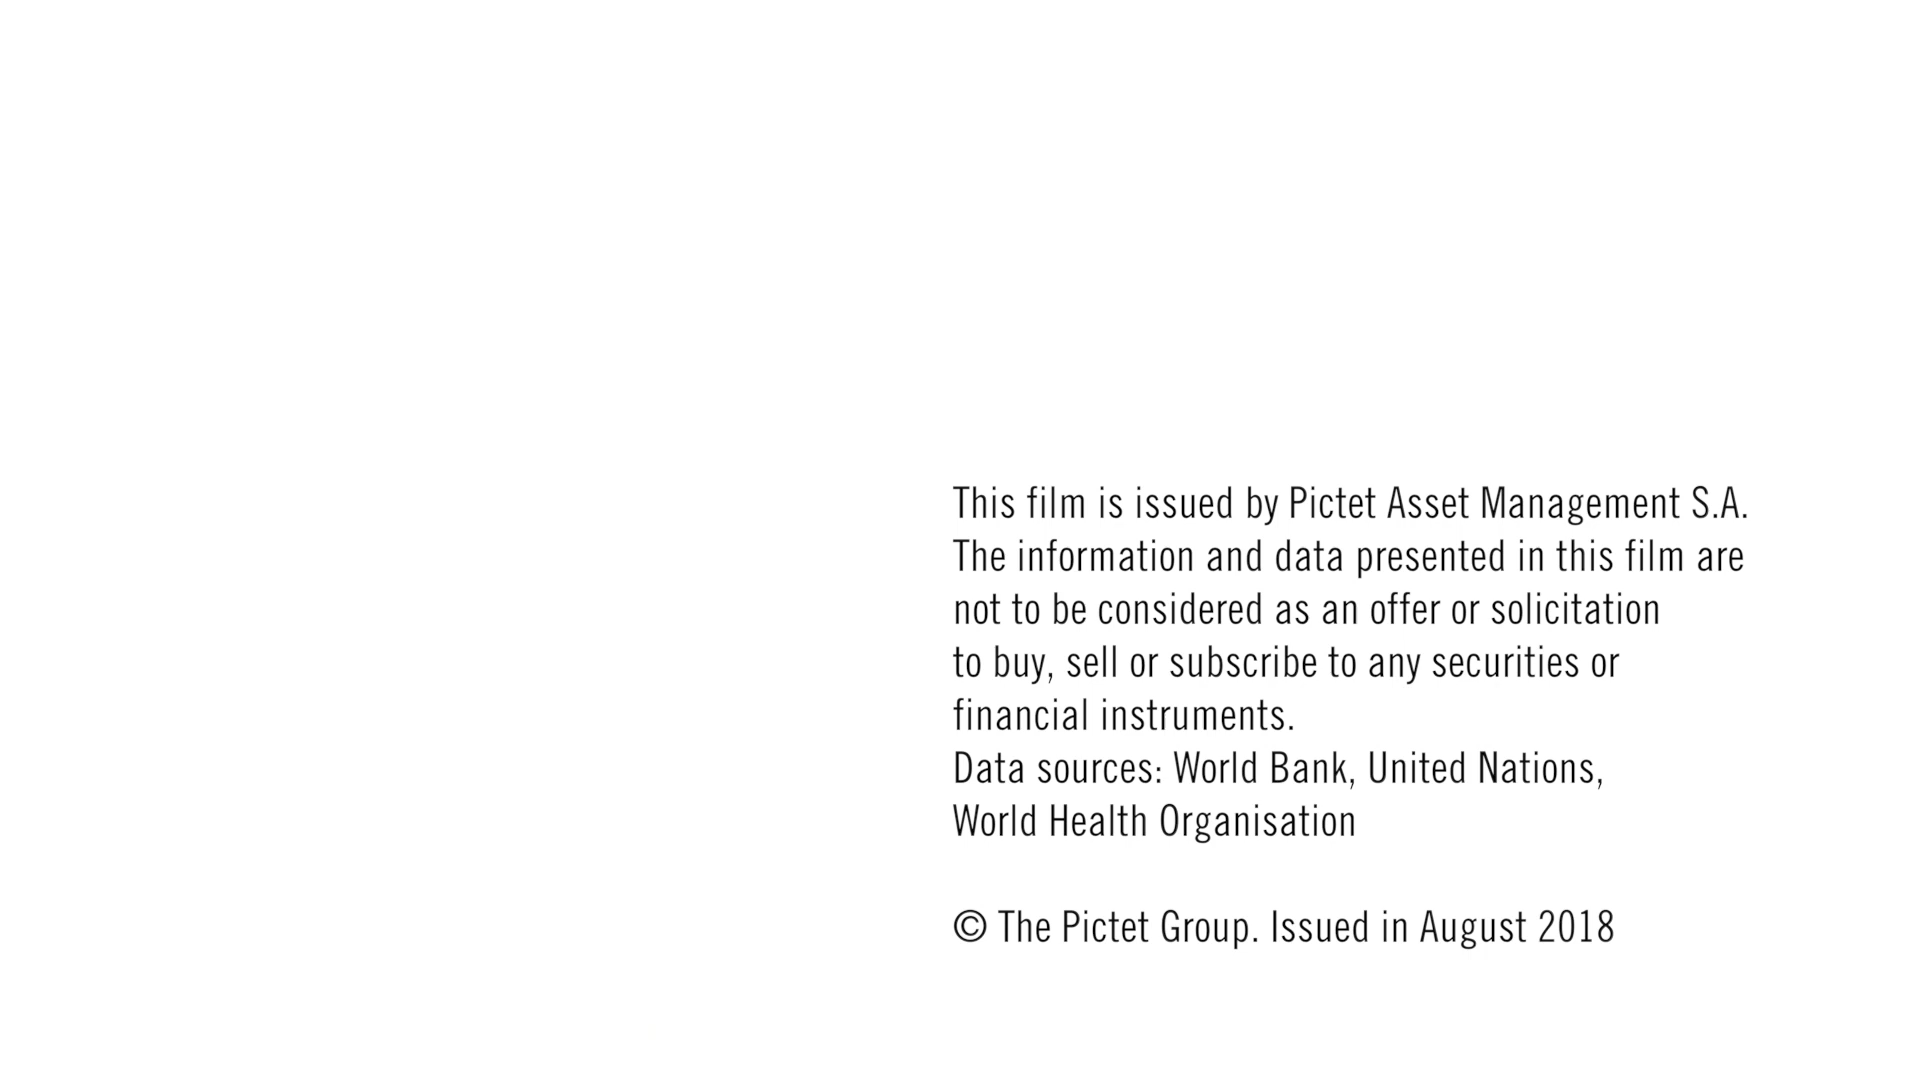 This film is issued by Pictet Asset Management S.A.
The information and data presented in this film are
not to be considered as an offer or solicitation
to buy, sell or subscribe to any securities or
financial instruments.
Data sources: World Bank, United Nations,
World Health Organisation
© The Pictet Group. Issued in August 2018